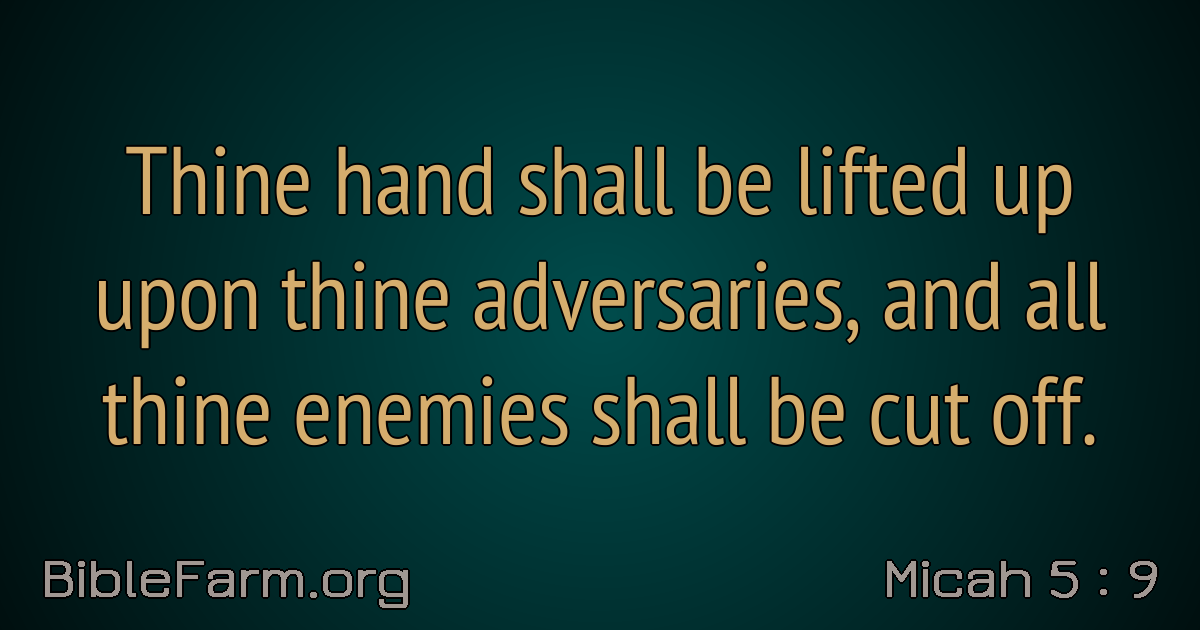 Thine hand shall be lifted up
upon thine adversaries, and all
thine enemies shall be cut off.
BibleFarm.org
Micah 5 : 9